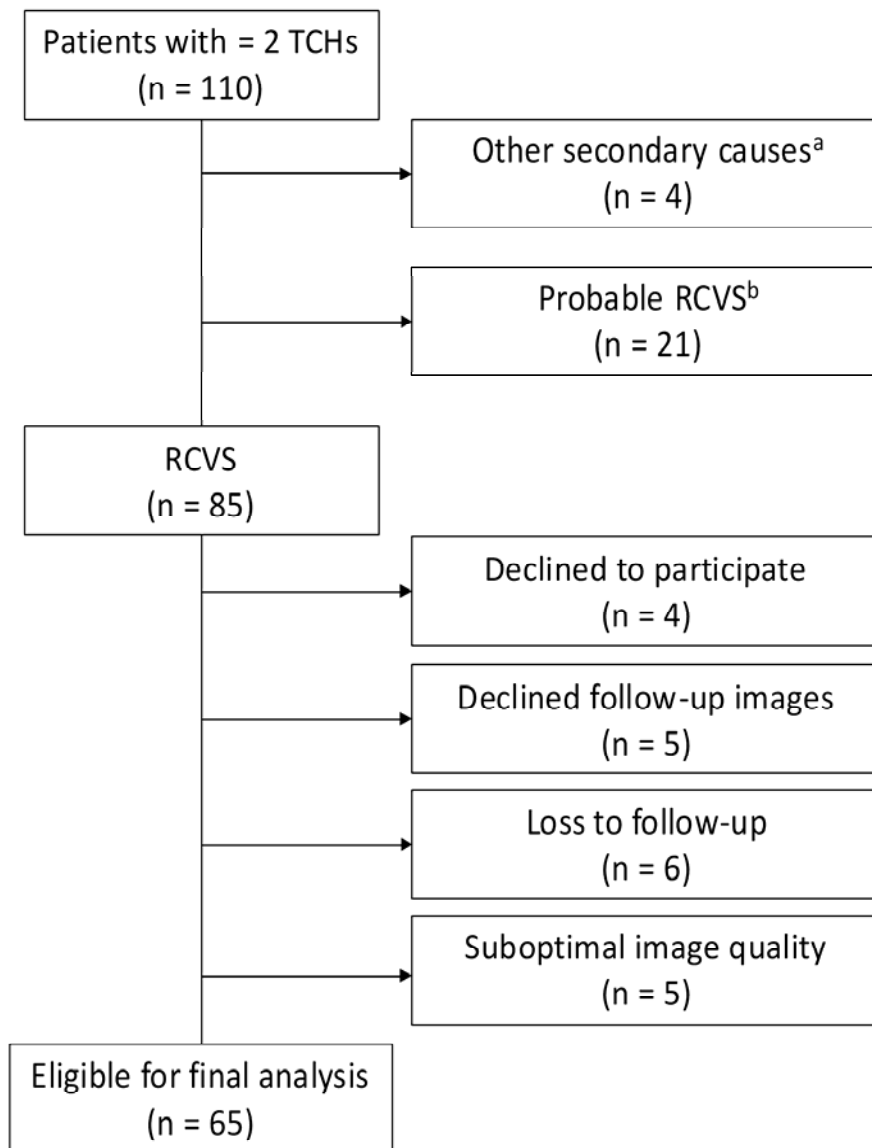 Patients with = 2 TCHs
(n = 110)
Other secondary causesᵃ
(n = 4)
Probable RCVSᵇ
(n = 21)
RCVS
(n = 85)
Declined to participate
(n = 4)
Declined follow-up images
(n = 5)
Loss to follow-up
(n = 6)
Suboptimal image quality
(n = 5)
Eligible for final analysis
(n = 65)